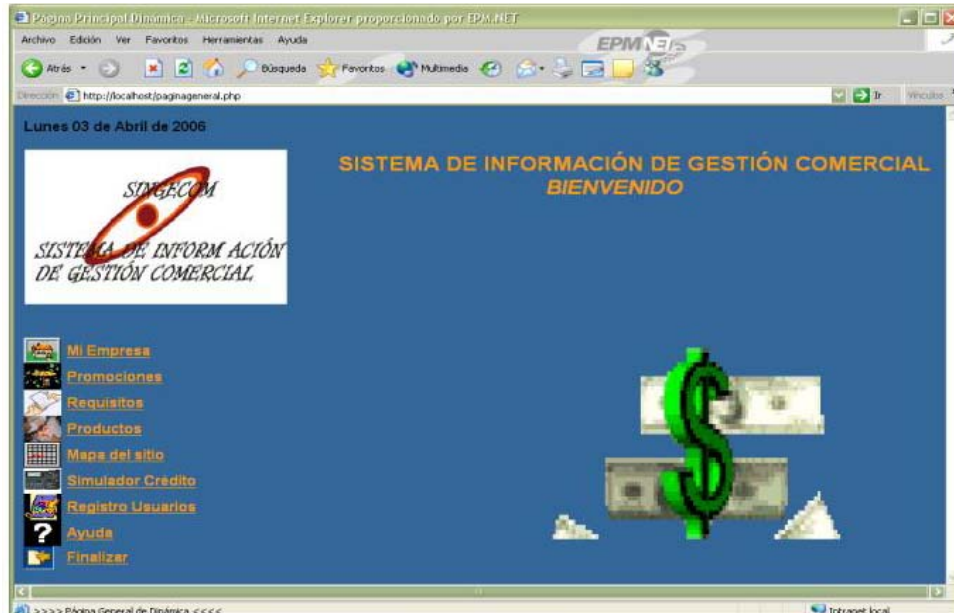 Página Principal Dinámica - Microsoft Internet Explorer proporcionado por EPM.NET
Archivo Edición Ver Favoritos Herramientas Ayuda
EPM NET
Atrás Búsqueda Favoritos Multimedia
Dirección http://localhost/paginageneral.php Ir Vínculos
Lunes 03 de Abril de 2006
SINGECOM
SISTEMA DE INFORM ACIÓN
DE GESTIÓN COMERCIAL
SISTEMA DE INFORMACIÓN DE GESTIÓN COMERCIAL
BIENVENIDO
Mi Empresa
Promociones
Requisitos
Productos
Mapa del sitio
Simulador Crédito
Registro Usuarios
Ayuda
Finalizar
>>>> Página General de Dinámica <<<< Intranet local